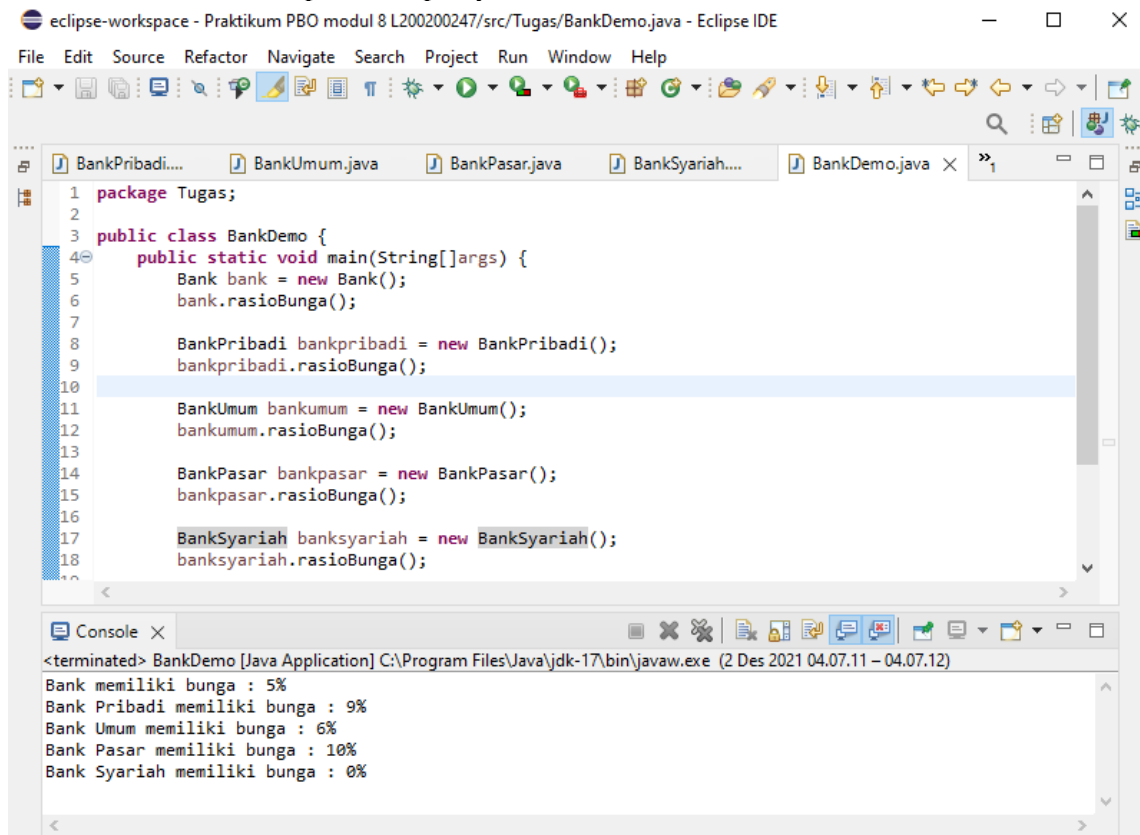 eclipse-workspace - Praktikum PBO modul 8 L200200247/src/Tugas/BankDemo.java - Eclipse IDE
File Edit Source Refactor Navigate Search Project Run Window Help
BankPribadi.... BankUmum.java BankPasar.java BankSyariah.... BankDemo.java »1
1 package Tugas;
2
3 public class BankDemo {
4 public static void main(String[]args) {
5 Bank bank = new Bank();
6 bank.rasioBunga();
7
8 BankPribadi bankpribadi = new BankPribadi();
9 bankpribadi.rasioBunga();
10
11 BankUmum bankumum = new BankUmum();
12 bankumum.rasioBunga();
13
14 BankPasar bankpasar = new BankPasar();
15 bankpasar.rasioBunga();
16
17 BankSyariah banksyariah = new BankSyariah();
18 banksyariah.rasioBunga();
Console
<terminated> BankDemo [Java Application] C:\Program Files\Java\jdk-17\bin\javaw.exe (2 Des 2021 04.07.11 – 04.07.12)
Bank memiliki bunga : 5%
Bank Pribadi memiliki bunga : 9%
Bank Umum memiliki bunga : 6%
Bank Pasar memiliki bunga : 10%
Bank Syariah memiliki bunga : 0%